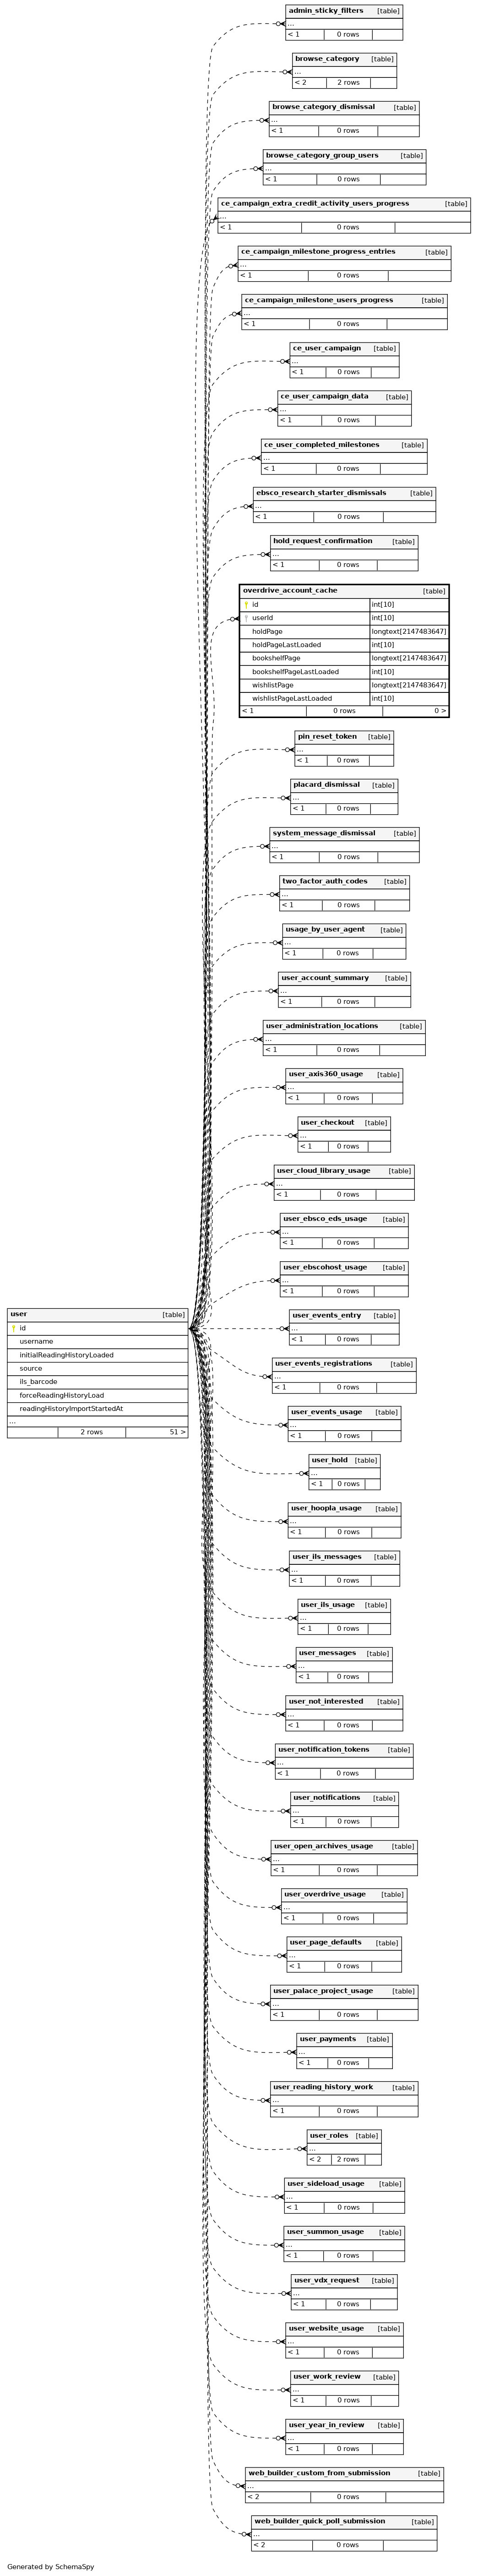 admin_sticky_filters [table]
...
< 1 0 rows
browse_category [table]
...
< 2 2 rows
browse_category_dismissal [table]
...
< 1 0 rows
browse_category_group_users [table]
...
< 1 0 rows
ce_campaign_extra_credit_activity_users_progress [table]
...
< 1 0 rows
ce_campaign_milestone_progress_entries [table]
...
< 1 0 rows
ce_campaign_milestone_users_progress [table]
...
< 1 0 rows
ce_user_campaign [table]
...
< 1 0 rows
ce_user_campaign_data [table]
...
< 1 0 rows
ce_user_completed_milestones [table]
...
< 1 0 rows
ebsco_research_starter_dismissals [table]
...
< 1 0 rows
hold_request_confirmation [table]
...
< 1 0 rows
overdrive_account_cache [table]
id int[10]
userId int[10]
holdPage longtext[2147483647]
holdPageLastLoaded int[10]
bookshelfPage longtext[2147483647]
bookshelfPageLastLoaded int[10]
wishlistPage longtext[2147483647]
wishlistPageLastLoaded int[10]
< 1 0 rows 0 >
pin_reset_token [table]
...
< 1 0 rows
placard_dismissal [table]
...
< 1 0 rows
system_message_dismissal [table]
...
< 1 0 rows
two_factor_auth_codes [table]
...
< 1 0 rows
usage_by_user_agent [table]
...
< 1 0 rows
user_account_summary [table]
...
< 1 0 rows
user_administration_locations [table]
...
< 1 0 rows
user_axis360_usage [table]
...
< 1 0 rows
user_checkout [table]
...
< 1 0 rows
user_cloud_library_usage [table]
...
< 1 0 rows
user_ebsco_eds_usage [table]
...
< 1 0 rows
user_ebscohost_usage [table]
...
< 1 0 rows
user [table]
id
username
initialReadingHistoryLoaded
source
ils_barcode
forceReadingHistoryLoad
readingHistoryImportStartedAt
...
2 rows 51 >
user_events_entry [table]
...
< 1 0 rows
user_events_registrations [table]
...
< 1 0 rows
user_events_usage [table]
...
< 1 0 rows
user_hold [table]
...
< 1 0 rows
user_hoopla_usage [table]
...
< 1 0 rows
user_ils_messages [table]
...
< 1 0 rows
user_ils_usage [table]
...
< 1 0 rows
user_messages [table]
...
< 1 0 rows
user_not_interested [table]
...
< 1 0 rows
user_notification_tokens [table]
...
< 1 0 rows
user_notifications [table]
...
< 1 0 rows
user_open_archives_usage [table]
...
< 1 0 rows
user_overdrive_usage [table]
...
< 1 0 rows
user_page_defaults [table]
...
< 1 0 rows
user_palace_project_usage [table]
...
< 1 0 rows
user_payments [table]
...
< 1 0 rows
user_reading_history_work [table]
...
< 1 0 rows
user_roles [table]
...
< 2 2 rows
user_sideload_usage [table]
...
< 1 0 rows
user_summon_usage [table]
...
< 1 0 rows
user_vdx_request [table]
...
< 1 0 rows
user_website_usage [table]
...
< 1 0 rows
user_work_review [table]
...
< 1 0 rows
user_year_in_review [table]
...
< 1 0 rows
web_builder_custom_from_submission [table]
...
< 2 0 rows
web_builder_quick_poll_submission [table]
...
< 2 0 rows
Generated by SchemaSpy